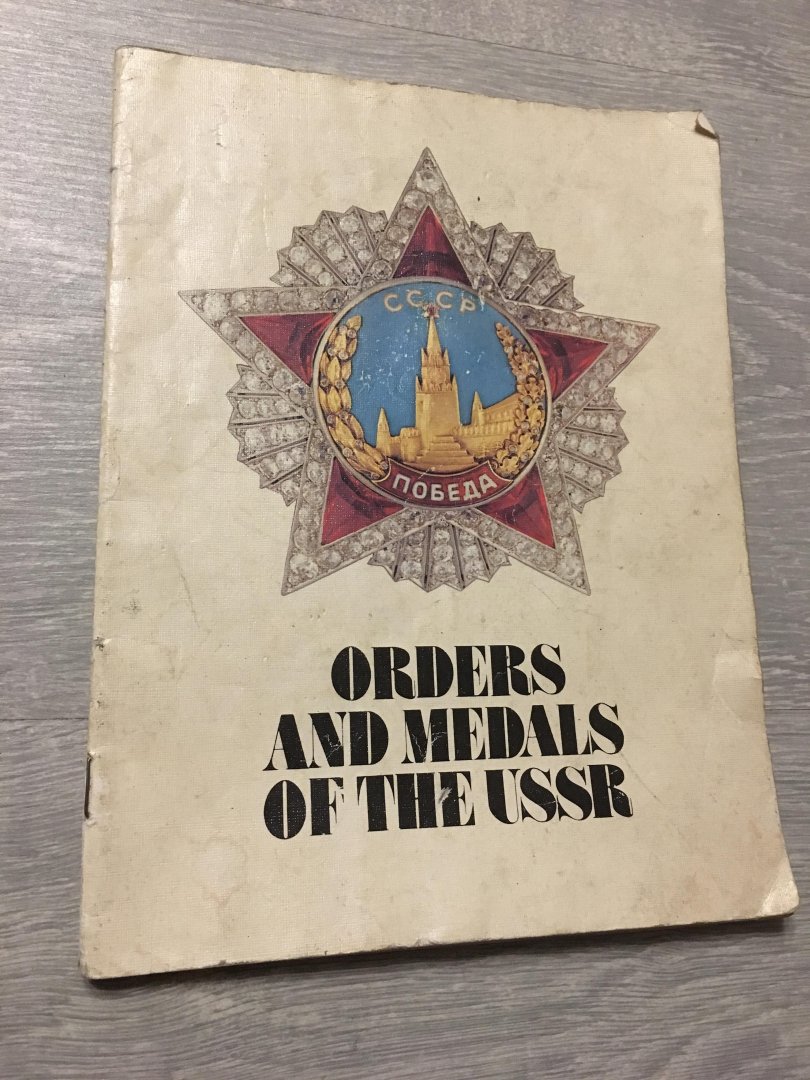 СССР
ПОБЕДА
ORDERS
AND MEDALS
OF THE USSR